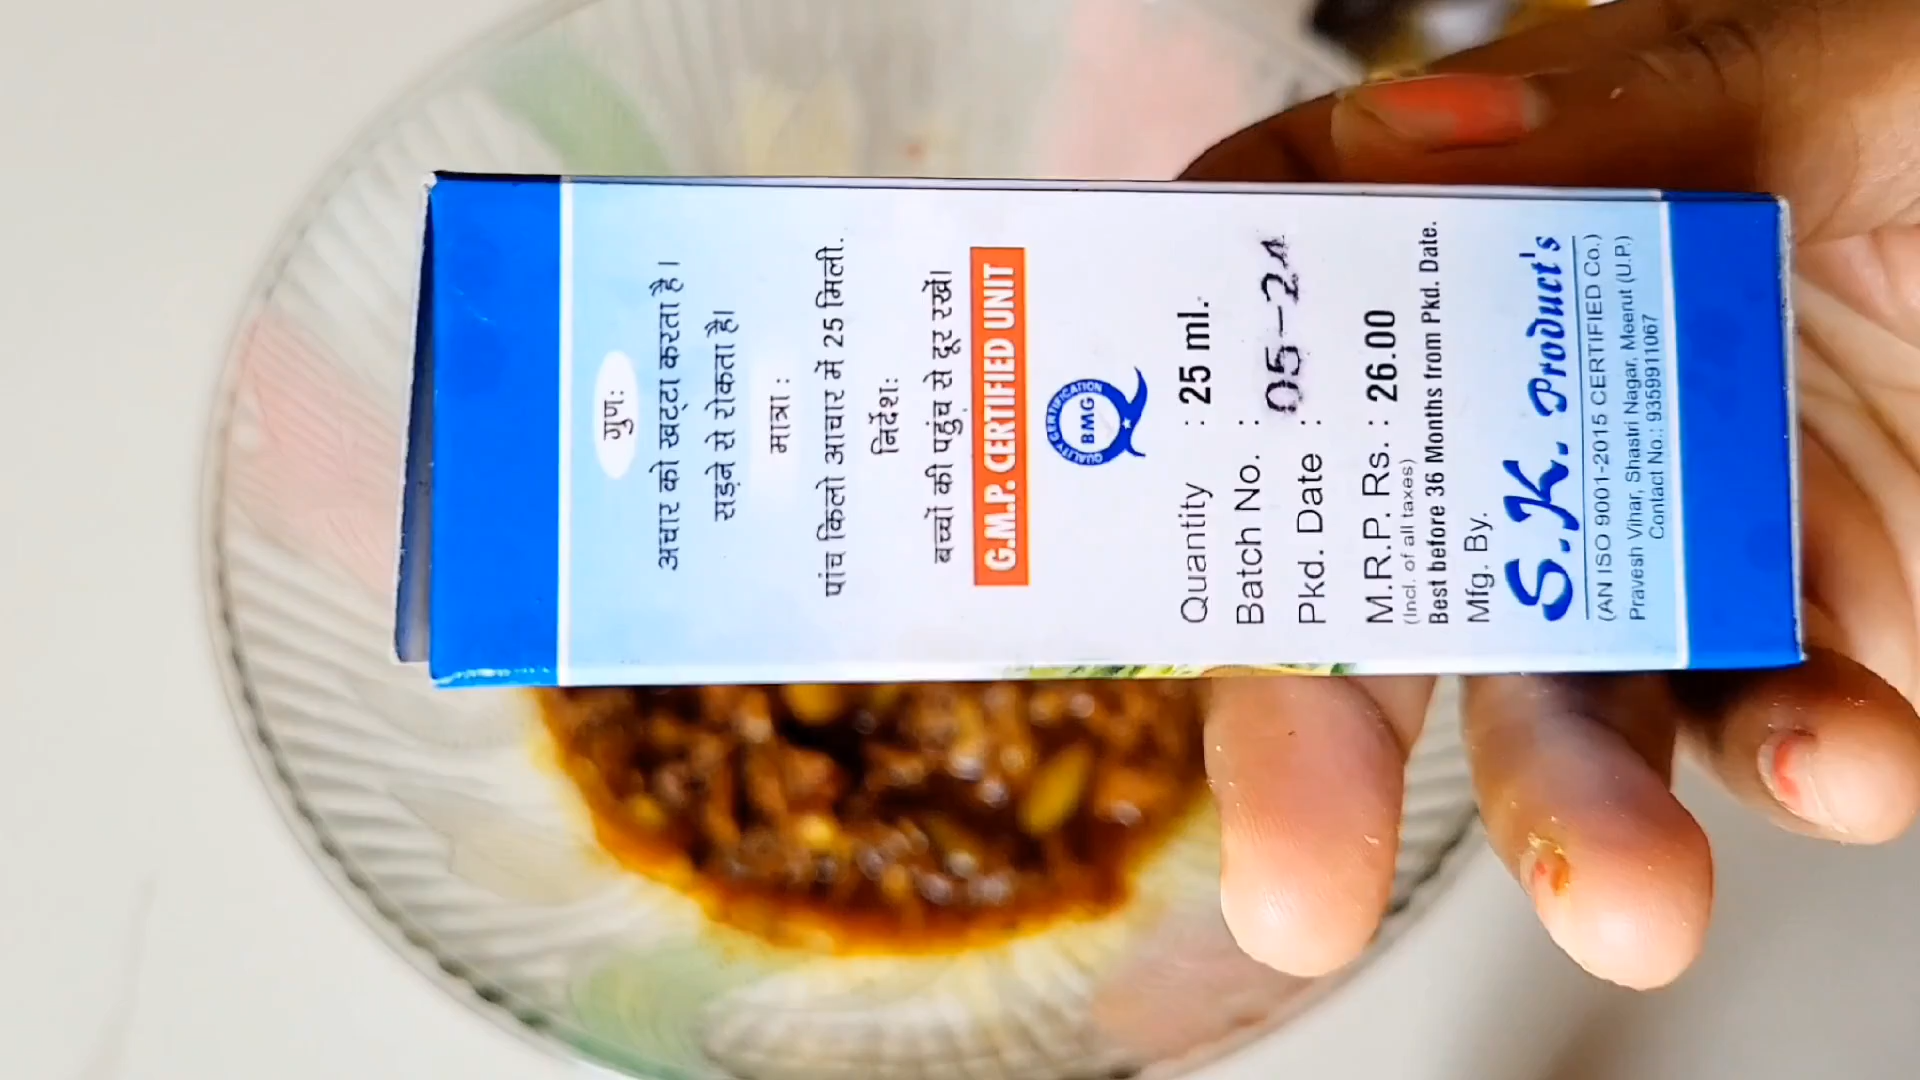 गुण:
अचार को खट्टा करता है।
सड़ने से रोकता है।
मात्रा :
पांच किलो आचार में 25 मिली.
निर्देश:
बच्चों की पहुंच से दूर रखें।
G.M.P. CERTIFIED UNIT
QUALITY CERTIFICATION
BMG
Quantity : 25 ml.
Batch No. :
Pkd. Date : 05-24
M.R.P. Rs. : 26.00
(Incl. of all taxes)
Best before 36 Months from Pkd. Date.
Mfg. By.
S.K. Product's
(AN ISO 9001-2015 CERTIFIED Co.)
Pravesh Vihar, Shastri Nagar, Meerut (U.P.)
Contact No.: 9359911067